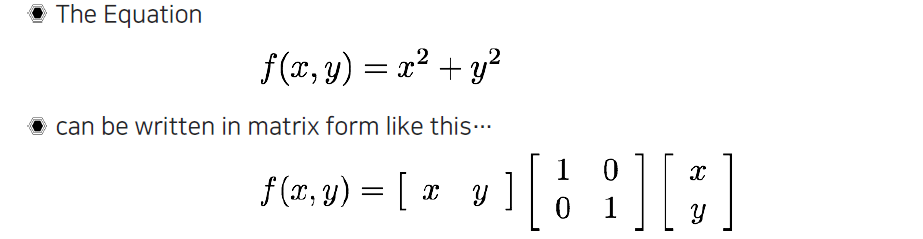 The Equation
f(x, y) = x² + y²
can be written in matrix form like this…
f(x, y) = [ x y ] [ 1 0 ; 0 1 ] [ x ; y ]